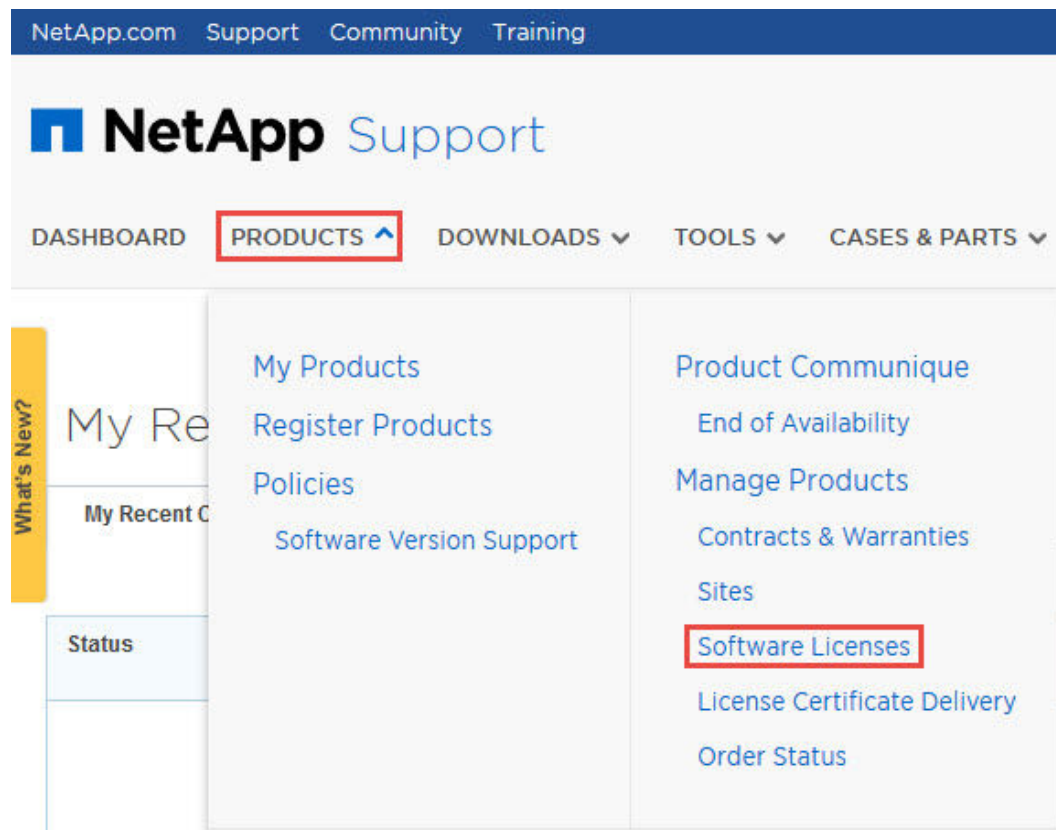 NetApp.com Support Community Training
NetApp Support
DASHBOARD PRODUCTS DOWNLOADS TOOLS CASES & PARTS
What's New?
My Re
My Recent C
Status
My Products
Register Products
Policies
Software Version Support
Product Communique
End of Availability
Manage Products
Contracts & Warranties
Sites
Software Licenses
License Certificate Delivery
Order Status